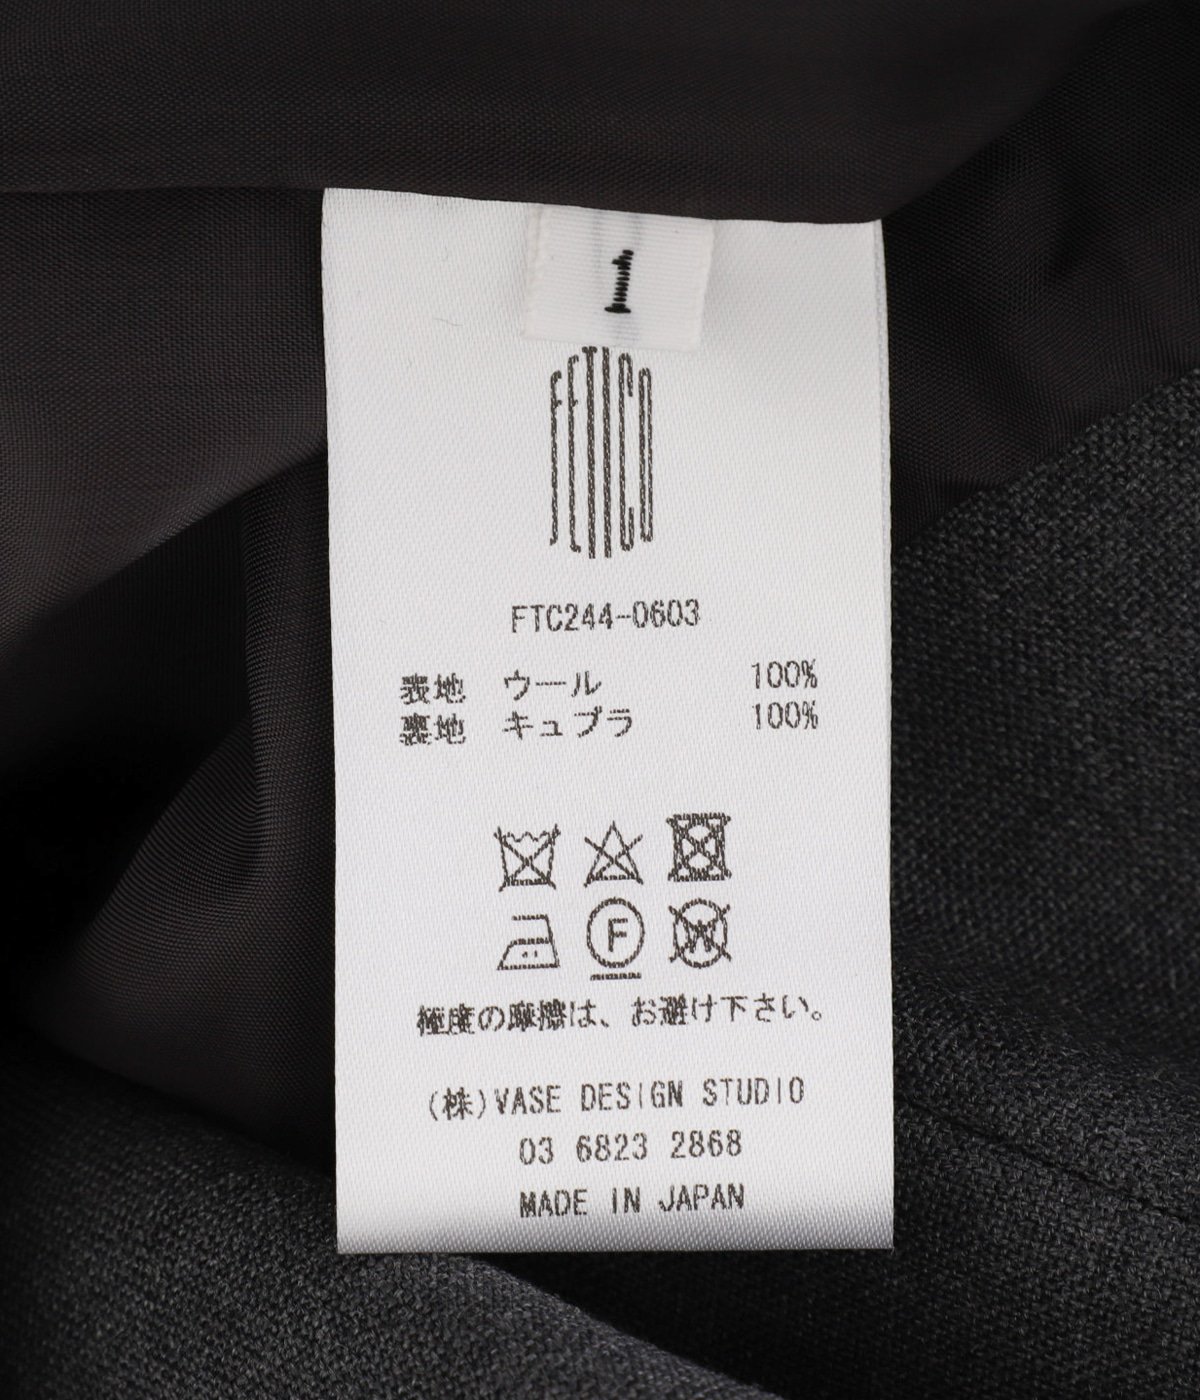 1
FETICO
FTC244-0603
表地 ウール 100%
裏地 キュプラ 100%
F
W
極度の摩擦は、お避け下さい。
(株)VASE DESIGN STUDIO
03 6823 2868
MADE IN JAPAN